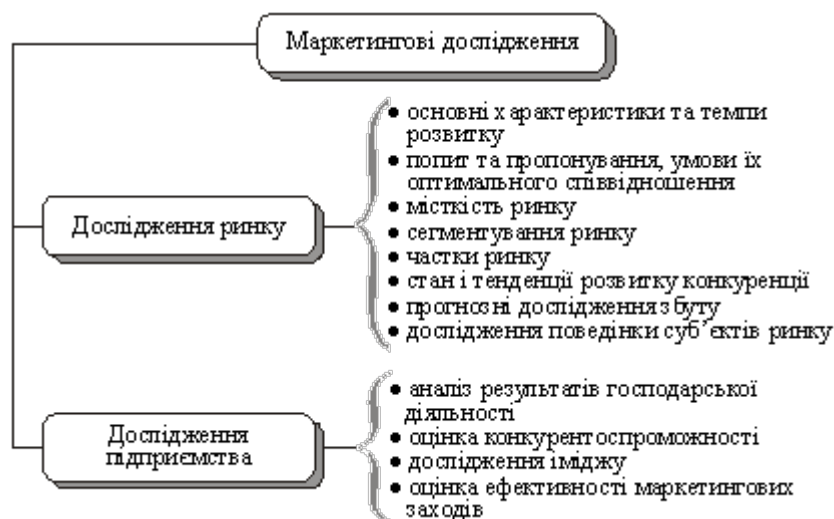 Маркетингові дослідження
● основні характеристики та темпи
розвитку
● попит та пропонування, умови їх
оптимального співвідношення
● місткість ринку
● сегментування ринку
● частки ринку
● стан і тенденції розвитку конкуренції
● прогнозні дослідження збуту
● дослідження поведінки суб’єктів ринку
Дослідження ринку
● аналіз результатів господарської
діяльності
● оцінка конкурентоспроможності
● дослідження іміджу
● оцінка ефективності маркетингових
заходів
Дослідження
підприємства